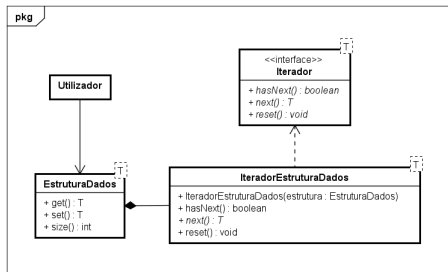 pkg
Utilizador
T
<<interface>>
Iterador
+ hasNext() : boolean
+ next() : T
+ reset() : void
T
EstruturaDados
+ get() : T
+ set() : T
+ size() : int
T
IteradorEstruturaDados
+ IteradorEstruturaDados(estrutura : EstruturaDados)
+ hasNext() : boolean
+ next() : T
+ reset() : void